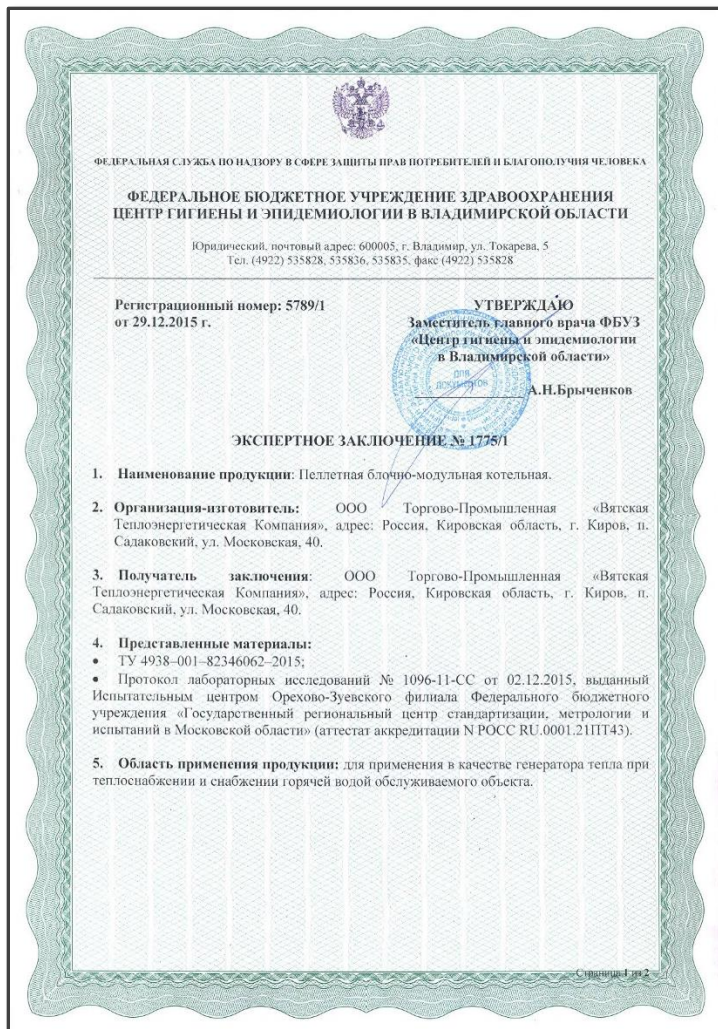 ФЕДЕРАЛЬНАЯ СЛУЖБА ПО НАДЗОРУ В СФЕРЕ ЗАЩИТЫ ПРАВ ПОТРЕБИТЕЛЕЙ И БЛАГОПОЛУЧИЯ ЧЕЛОВЕКА
ФЕДЕРАЛЬНОЕ БЮДЖЕТНОЕ УЧРЕЖДЕНИЕ ЗДРАВООХРАНЕНИЯ
ЦЕНТР ГИГИЕНЫ И ЭПИДЕМИОЛОГИИ В ВЛАДИМИРСКОЙ ОБЛАСТИ
Юридический, почтовый адрес: 600005, г. Владимир, ул. Токарева, 5
Тел. (4922) 535828, 535836, 535835, факс (4922) 535828
Регистрационный номер: 5789/1
от 29.12.2015 г.
УТВЕРЖДАЮ
Заместитель главного врача ФБУЗ
«Центр гигиены и эпидемиологии
в Владимирской области»
ДЛЯ
ДОКУМЕНТОВ
А.Н.Брыченков
ЭКСПЕРТНОЕ ЗАКЛЮЧЕНИЕ № 1775/1
1. Наименование продукции: Пеллетная блочно-модульная котельная.
2. Организация-изготовитель: ООО Торгово-Промышленная «Вятская
Теплоэнергетическая Компания», адрес: Россия, Кировская область, г. Киров, п.
Садаковский, ул. Московская, 40.
3. Получатель заключения: ООО Торгово-Промышленная «Вятская
Теплоэнергетическая Компания», адрес: Россия, Кировская область, г. Киров, п.
Садаковский, ул. Московская, 40.
4. Представленные материалы:
• ТУ 4938–001–82346062–2015;
• Протокол лабораторных исследований № 1096-11-СС от 02.12.2015, выданный
Испытательным центром Орехово-Зуевского филиала Федерального бюджетного
учреждения «Государственный региональный центр стандартизации, метрологии и
испытаний в Московской области» (аттестат аккредитации N РОСС RU.0001.21ПТ43).
5. Область применения продукции: для применения в качестве генератора тепла при
теплоснабжении и снабжении горячей водой обслуживаемого объекта.
Страница 1 из 2